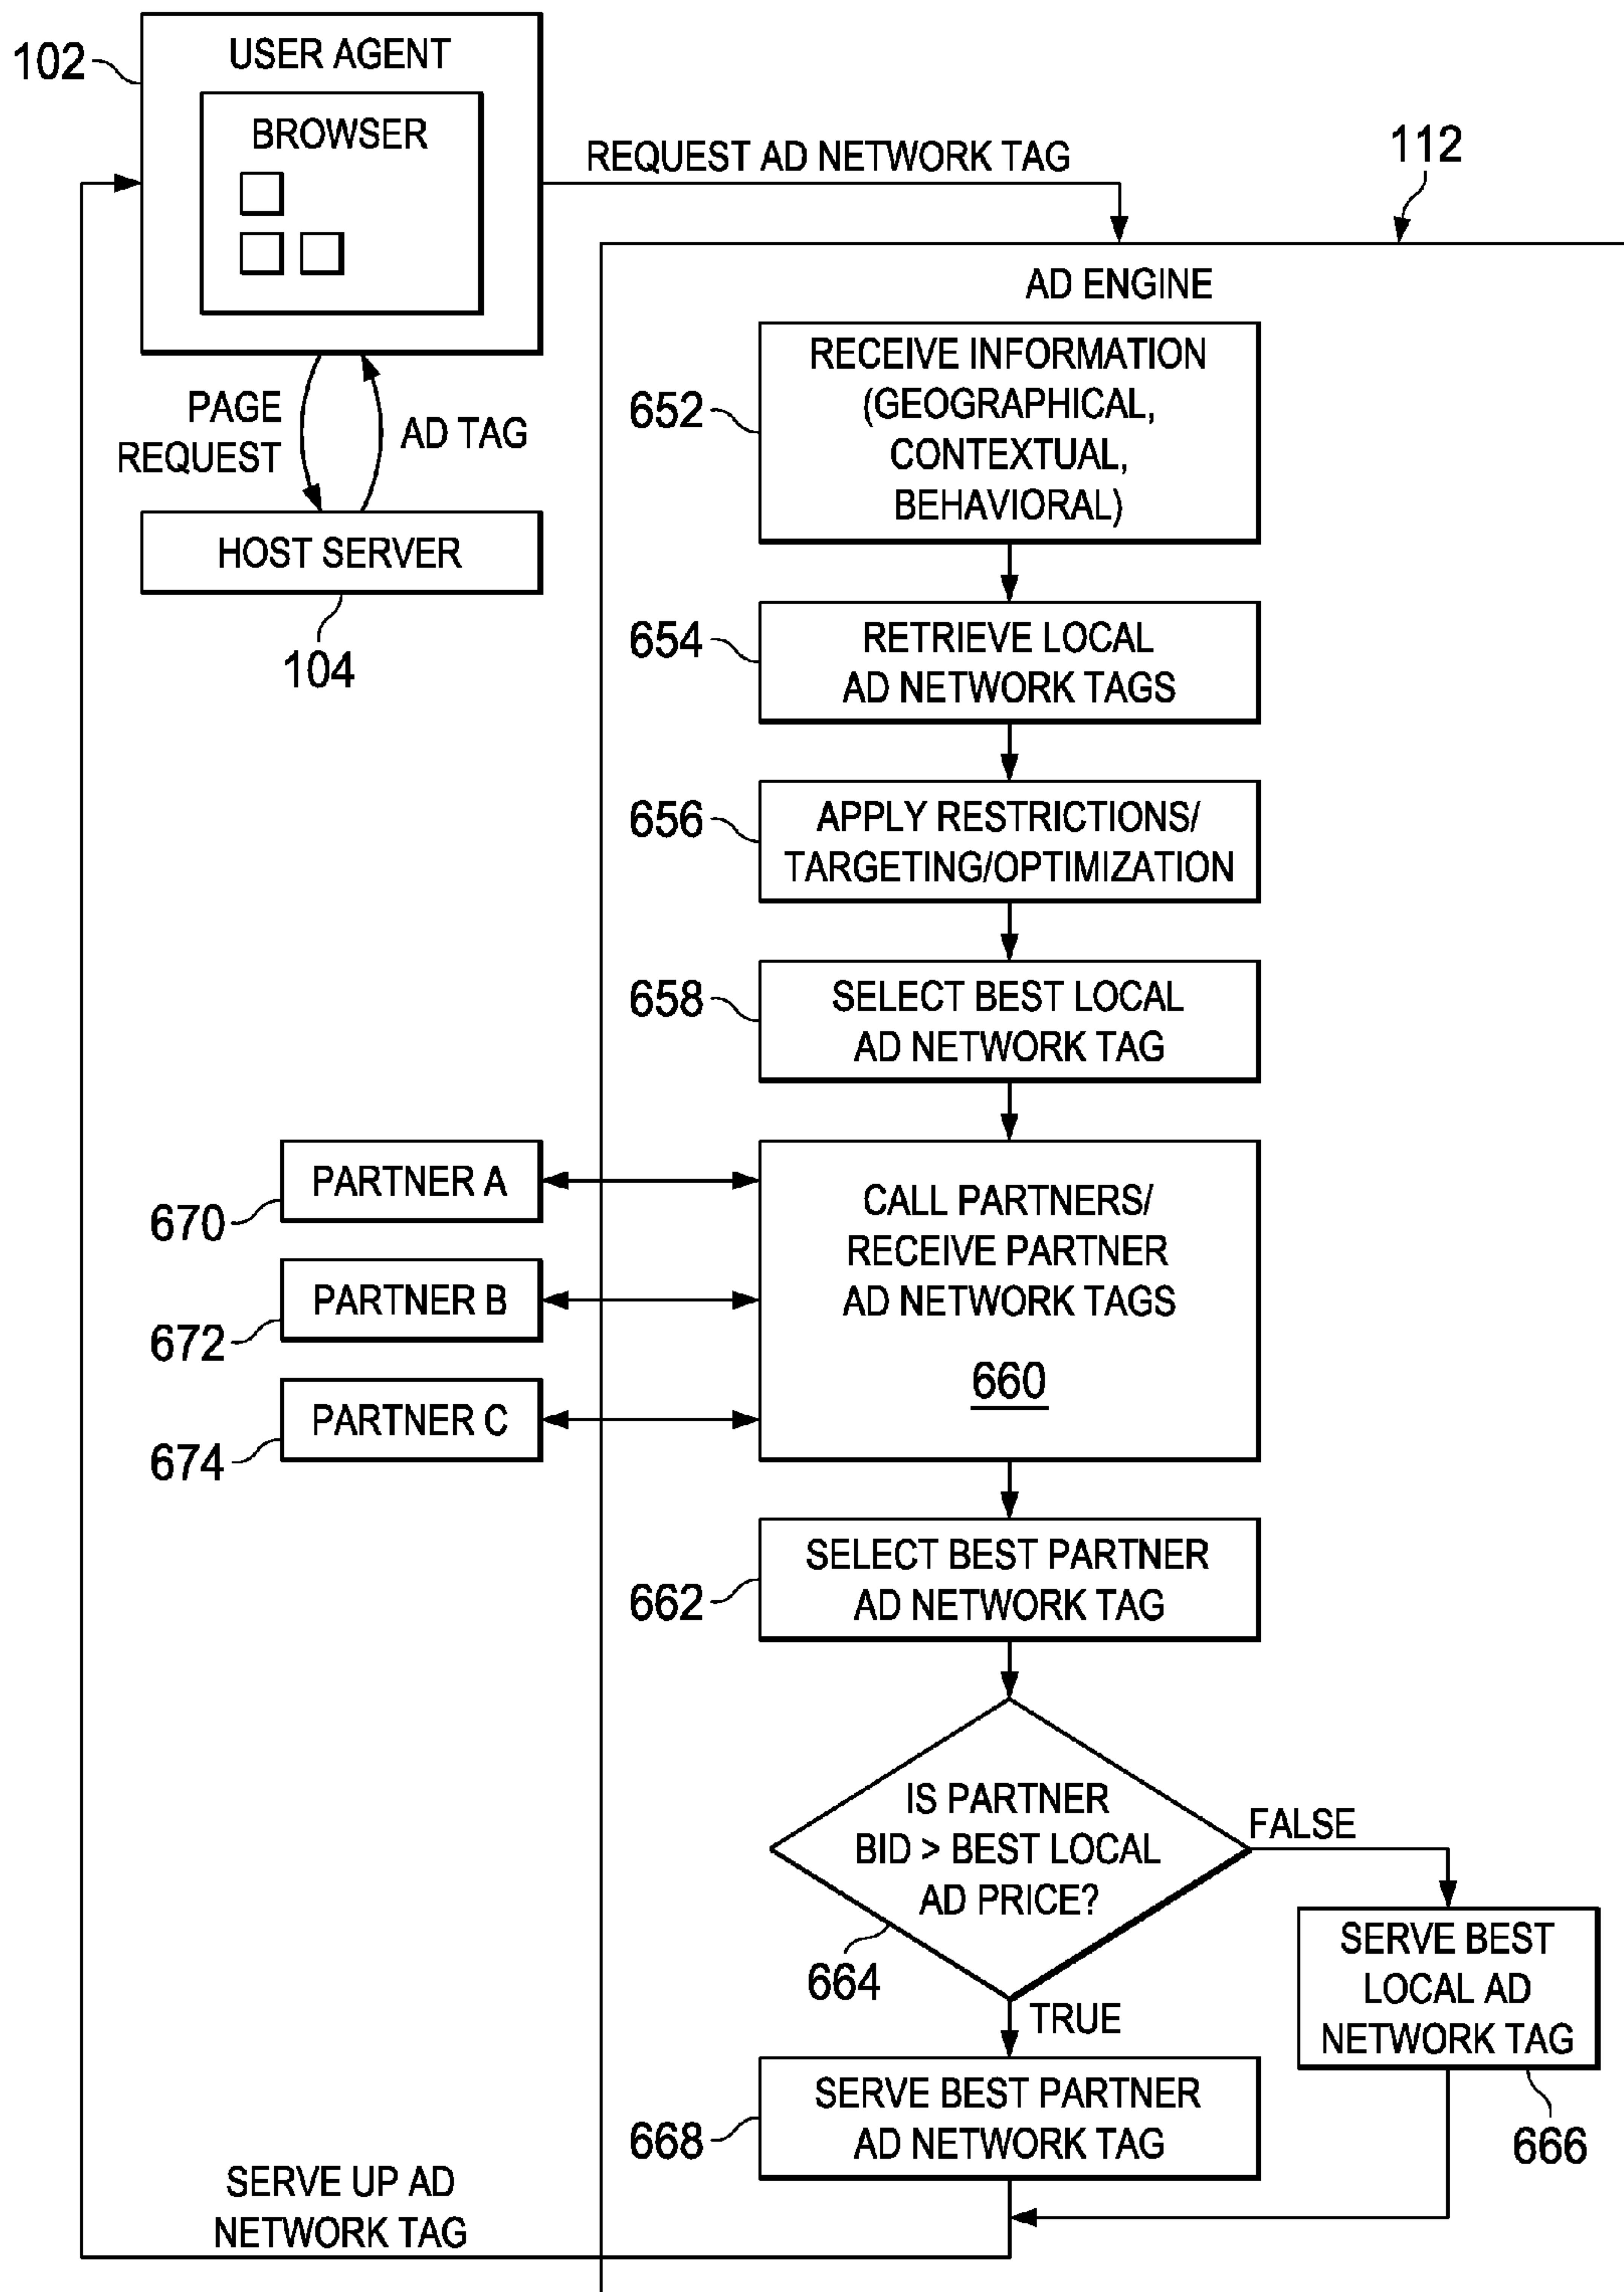 102
USER AGENT
BROWSER
REQUEST AD NETWORK TAG
112
PAGE
REQUEST
AD TAG
HOST SERVER
104
AD ENGINE
652
RECEIVE INFORMATION
(GEOGRAPHICAL,
CONTEXTUAL,
BEHAVIORAL)
654
RETRIEVE LOCAL
AD NETWORK TAGS
656
APPLY RESTRICTIONS/
TARGETING/OPTIMIZATION
658
SELECT BEST LOCAL
AD NETWORK TAG
PARTNER A
670
PARTNER B
672
PARTNER C
674
CALL PARTNERS/
RECEIVE PARTNER
AD NETWORK TAGS
660
662
SELECT BEST PARTNER
AD NETWORK TAG
IS PARTNER
BID > BEST LOCAL
AD PRICE?
664
FALSE
TRUE
SERVE BEST
LOCAL AD
NETWORK TAG
666
668
SERVE BEST PARTNER
AD NETWORK TAG
SERVE UP AD
NETWORK TAG